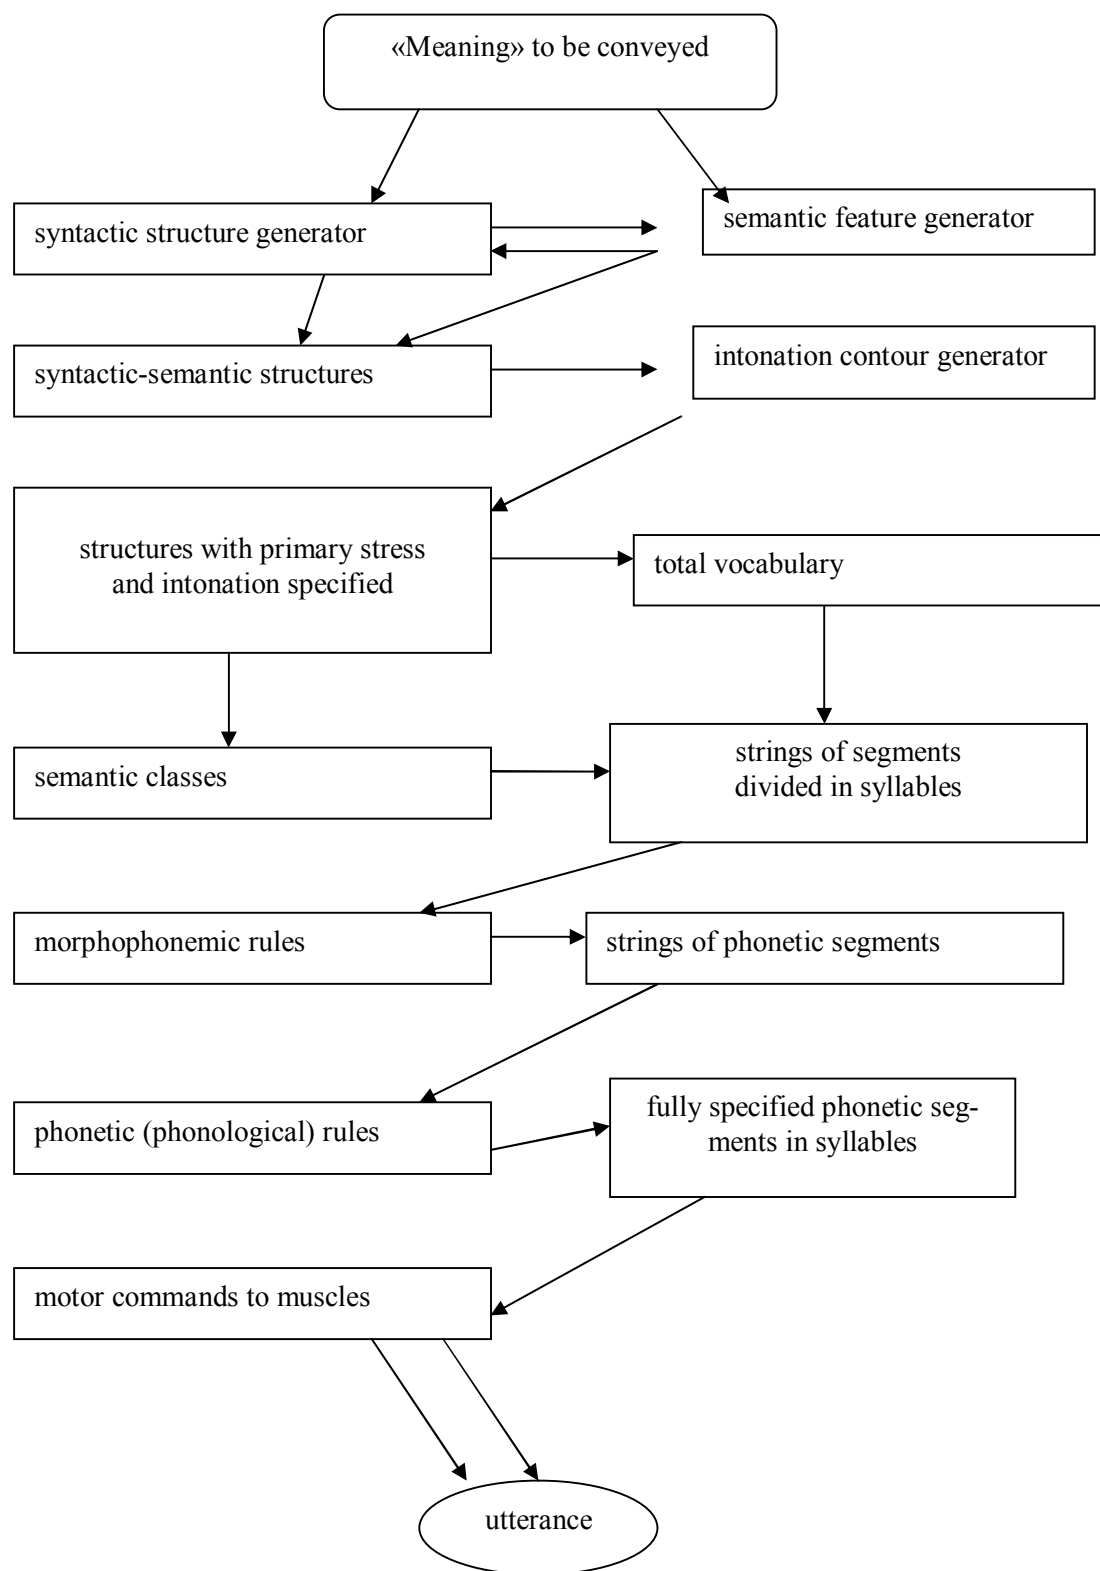 «Meaning» to be conveyed
syntactic structure generator
semantic feature generator
syntactic-semantic structures
intonation contour generator
structures with primary stress
and intonation specified
total vocabulary
semantic classes
strings of segments
divided in syllables
morphophonemic rules
strings of phonetic segments
phonetic (phonological) rules
fully specified phonetic seg-
ments in syllables
motor commands to muscles
utterance